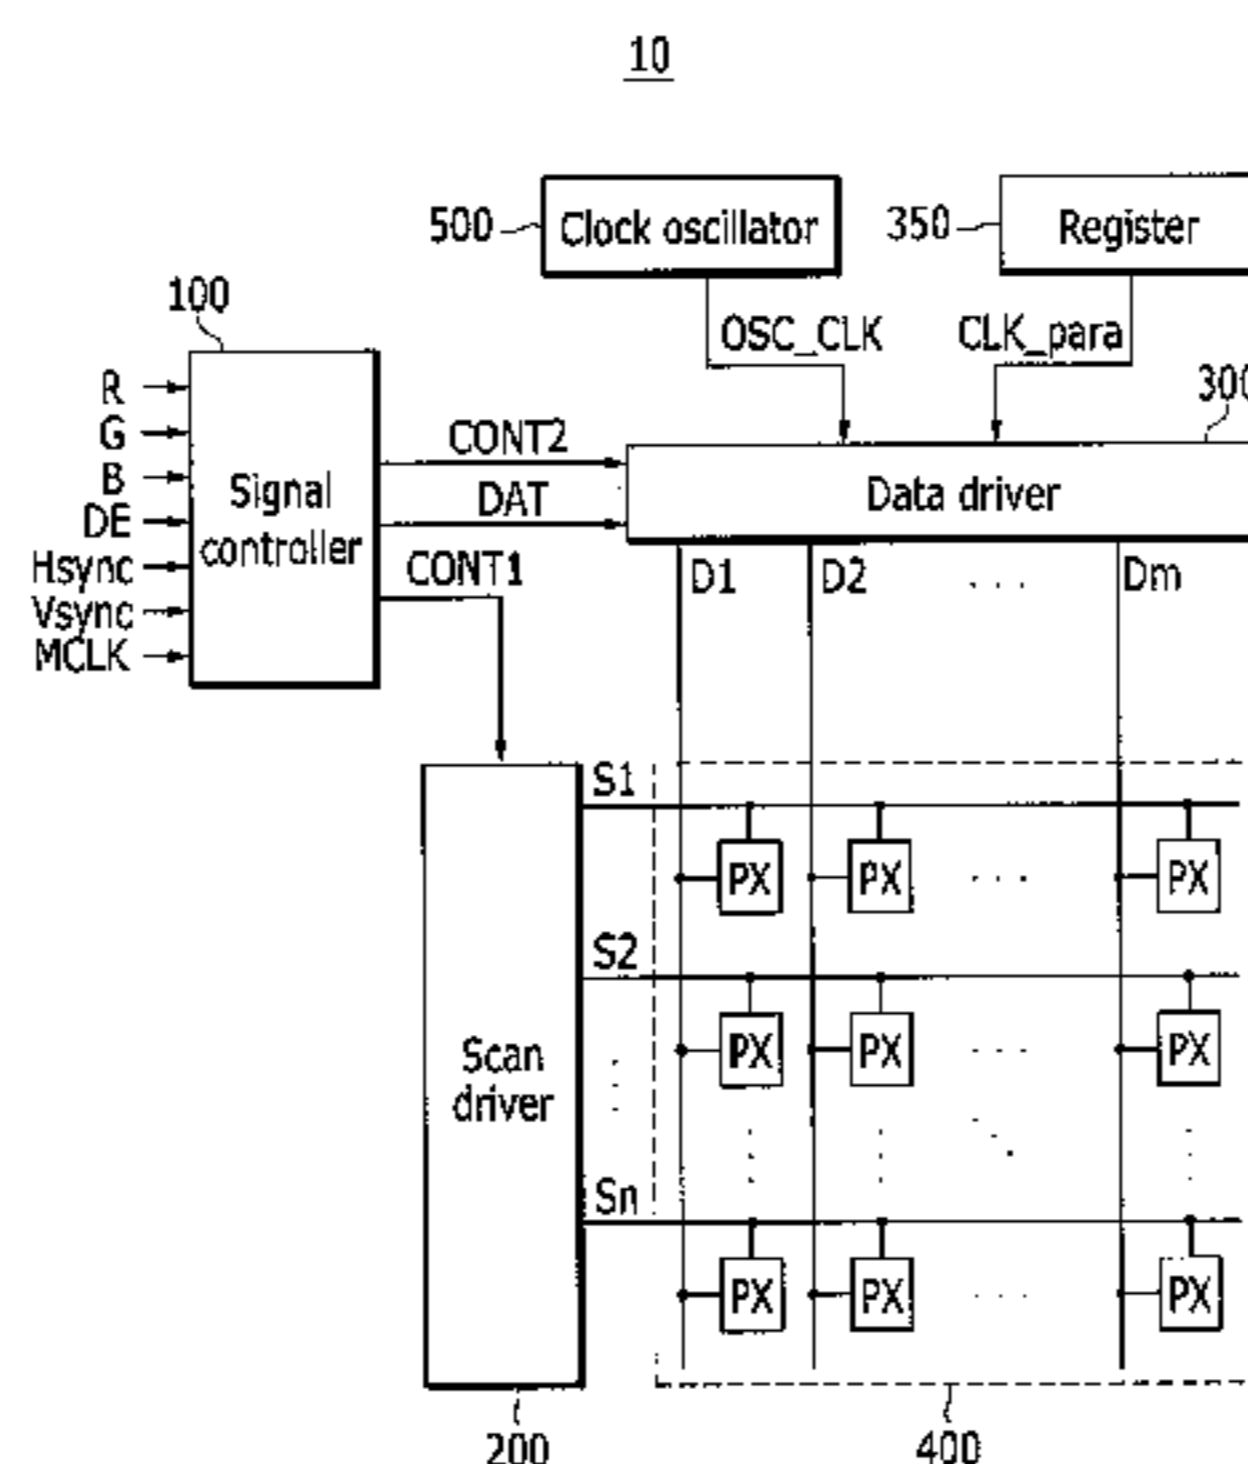 10
500
Clock oscillator
350
Register
100
OSC_CLK
CLK_para
300
R
G
B
DE
Hsync
Vsync
MCLK
Signal
controller
CONT2
DAT
CONT1
Data driver
D1
D2
. . .
Dm
S1
PX
PX
. . .
PX
S2
PX
PX
. . .
PX
Scan
driver
Sn
PX
PX
. . .
PX
200
400